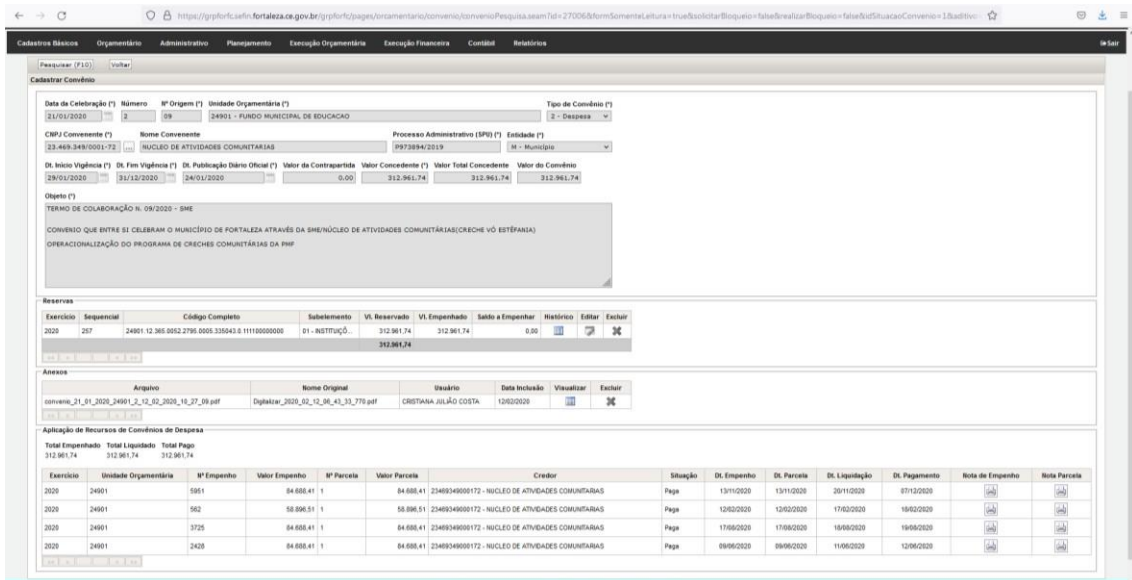 https://grpforfc.sefin.fortaleza.ce.gov.br/grpforfc/pages/orcamentario/convenio/convenioPesquisa.seam?id=27006&formSomenteLeitura=true&solicitarBloqueio=false&realizarBloqueio=false&idSituacaoConvenio=1&aditivo
Cadastros Básicos Orçamentário Administrativo Planejamento Execução Orçamentária Execução Financeira Contábil Relatórios Sair
Pesquisar (F10) Voltar
Cadastrar Convênio
Data da Celebração (*) Número Nº Origem (*) Unidade Orçamentária (*) Tipo de Convênio (*)
21/01/2020 2 09 24901 - FUNDO MUNICIPAL DE EDUCACAO 2 - Despesa
CNPJ Convenente (*) Nome Convenente Processo Administrativo (SPU) (*) Entidade (*)
23.469.349/0001-72 ... NUCLEO DE ATIVIDADES COMUNITARIAS P973894/2019 M - Município
Dt. Início Vigência (*) Dt. Fim Vigência (*) Dt. Publicação Diário Oficial (*) Valor da Contrapartida Valor Concedente (*) Valor Total Concedente Valor do Convênio
29/01/2020 31/12/2020 24/01/2020 0,00 312.961,74 312.961,74 312.961,74
Objeto (*)
TERMO DE COLABORAÇÃO N. 09/2020 - SME
CONVENIO QUE ENTRE SI CELEBRAM O MUNICÍPIO DE FORTALEZA ATRAVÉS DA SME/NÚCLEO DE ATIVIDADES COMUNITÁRIAS(CRECHE VÓ ESTÊFANIA)
OPERACIONALIZAÇÃO DO PROGRAMA DE CRECHES COMUNITÁRIAS DA PMF
Reservas
Exercício Sequencial Código Completo Subelemento Vl. Reservado Vl. Empenhado Saldo a Empenhar Histórico Editar Excluir
2020 257 24901.12.365.0052.2795.0005.335043.0.111100000000 01 - INSTITUIÇÕ... 312.961,74 312.961,74 0,00
312.961,74
Anexos
Arquivo Nome Original Usuário Data Inclusão Visualizar Excluir
convenio_21_01_2020_24901_2_12_02_2020_10_27_09.pdf Digitalizar_2020_02_12_08_43_33_770.pdf CRISTIANA JULIÃO COSTA 12/02/2020
Aplicação de Recursos de Convênios de Despesa
Total Empenhado Total Liquidado Total Pago
312.961,74 312.961,74 312.961,74
Exercício Unidade Orçamentária Nº Empenho Valor Empenho Nº Parcela Valor Parcela Credor Situação Dt. Empenho Dt. Parcela Dt. Liquidação Dt. Pagamento Nota de Empenho Nota Parcela
2020 24901 5951 84.688,41 1 84.688,41 23469349000172 - NUCLEO DE ATIVIDADES COMUNITARIAS Paga 13/11/2020 13/11/2020 20/11/2020 07/12/2020
2020 24901 562 58.896,51 1 58.896,51 23469349000172 - NUCLEO DE ATIVIDADES COMUNITARIAS Paga 12/02/2020 12/02/2020 17/02/2020 18/02/2020
2020 24901 3725 84.688,41 1 84.688,41 23469349000172 - NUCLEO DE ATIVIDADES COMUNITARIAS Paga 17/08/2020 17/08/2020 18/08/2020 19/08/2020
2020 24901 2428 84.688,41 1 84.688,41 23469349000172 - NUCLEO DE ATIVIDADES COMUNITARIAS Paga 09/06/2020 09/06/2020 11/06/2020 12/06/2020